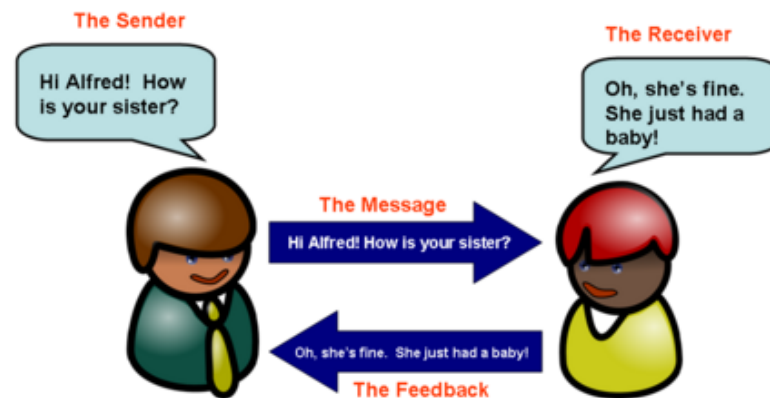 The Sender
Hi Alfred! How
is your sister?
The Receiver
Oh, she's fine.
She just had a
baby!
The Message
Hi Alfred! How is your sister?
Oh, she's fine. She just had a baby!
The Feedback